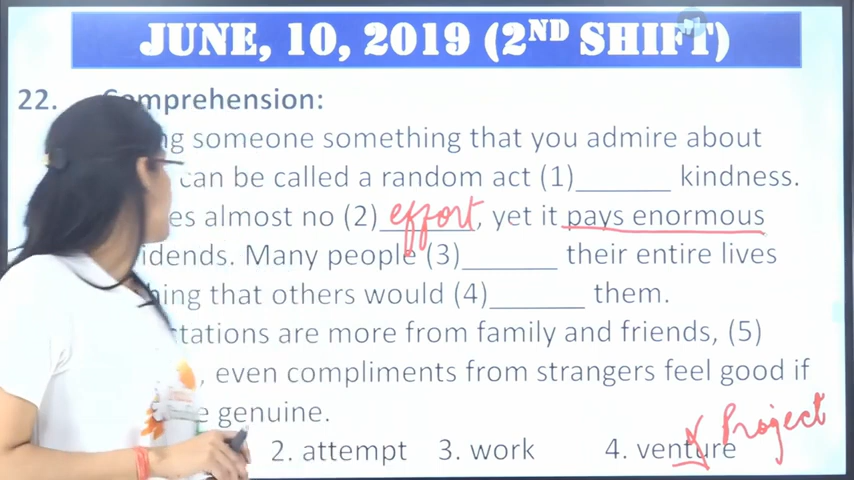 JUNE, 10, 2019 (2ND SHIFT)
22. Comprehension:
ng someone something that you admire about
can be called a random act (1)_______ kindness.
es almost no (2) effort, yet it pays enormous
idends. Many people (3)_______ their entire lives
hing that others would (4)_______ them.
tations are more from family and friends, (5)
, even compliments from strangers feel good if
e genuine.
2. attempt 3. work 4. venture Project